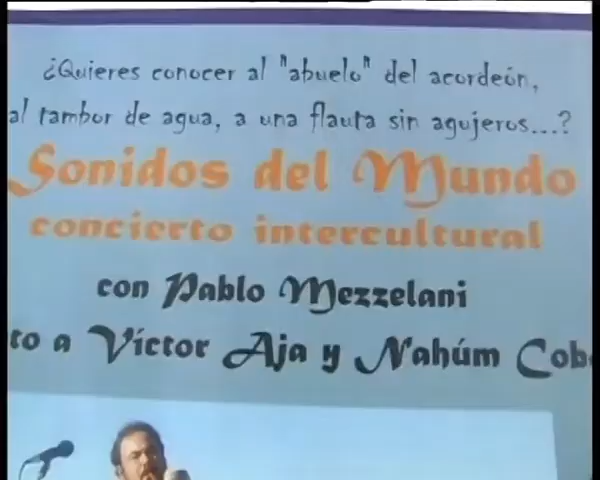 ¿Quieres conocer al "abuelo" del acordeón,
al tambor de agua, a una flauta sin agujeros...?
Sonidos del Mundo
concierto intercultural
con Pablo Mezzelani
a Víctor Aja y Nahúm